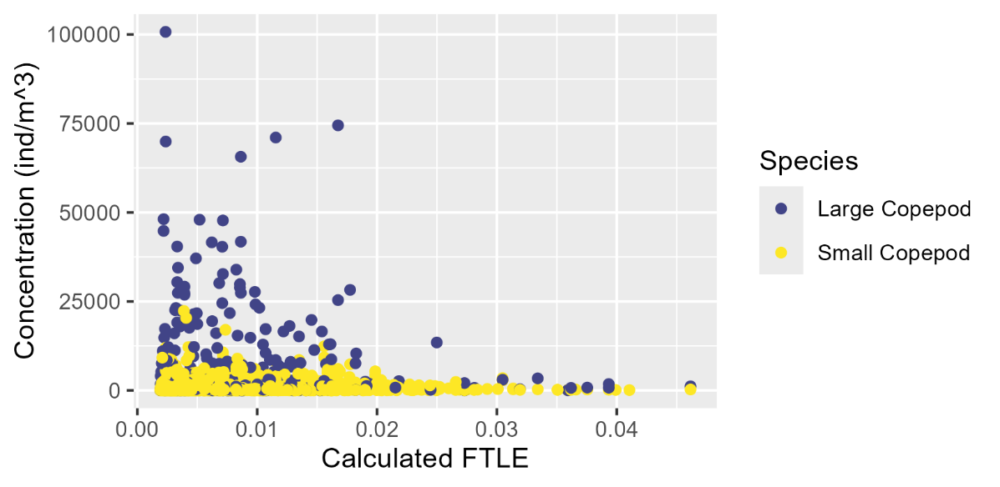 Concentration (ind/m^3)
100000
75000
50000
25000
0
0.00
0.01
0.02
0.03
0.04
Calculated FTLE
Species
Large Copepod
Small Copepod